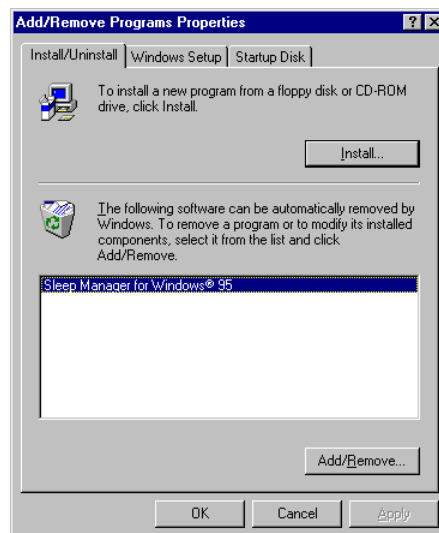 Add/Remove Programs Properties
Install/Uninstall Windows Setup Startup Disk
To install a new program from a floppy disk or CD-ROM
drive, click Install.
Install...
The following software can be automatically removed by
Windows. To remove a program or to modify its installed
components, select it from the list and click
Add/Remove.
Sleep Manager for Windows® 95
Add/Remove...
OK Cancel Apply